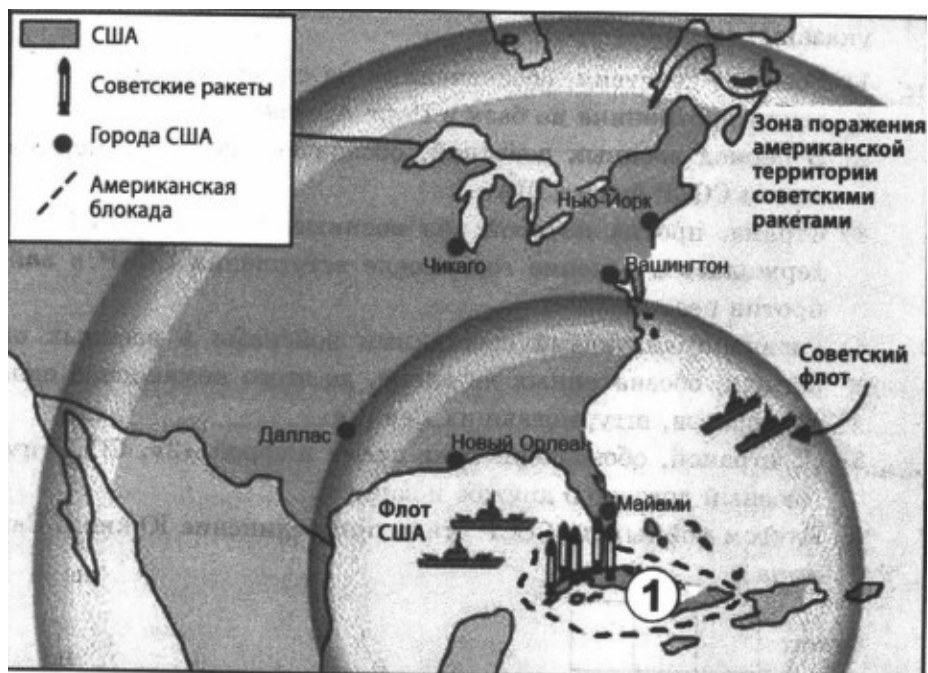 США
Советские ракеты
Города США
Американская
блокада
Зона поражения
американской
территории
советскими
ракетами
Нью-Йорк
Чикаго
Вашингтон
Советский
флот
Даллас
Новый Орлеан
Майами
Флот
США
1